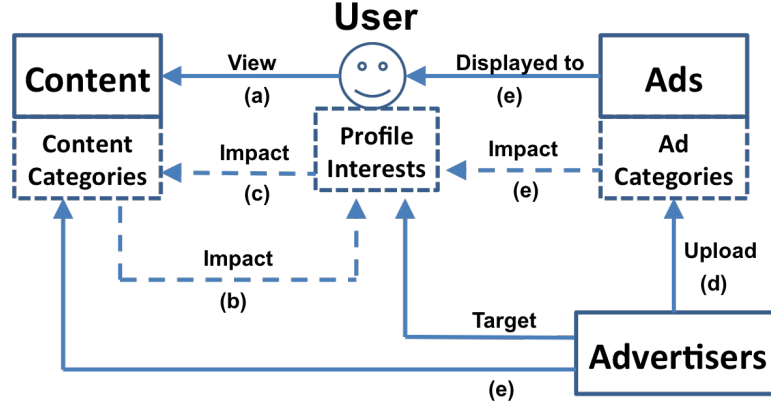 User
Content
View
(a)
Displayed to
(e)
Ads
Content
Categories
Impact
(c)
Profile
Interests
Impact
(e)
Ad
Categories
Impact
(b)
Upload
(d)
Target
Advertisers
(e)